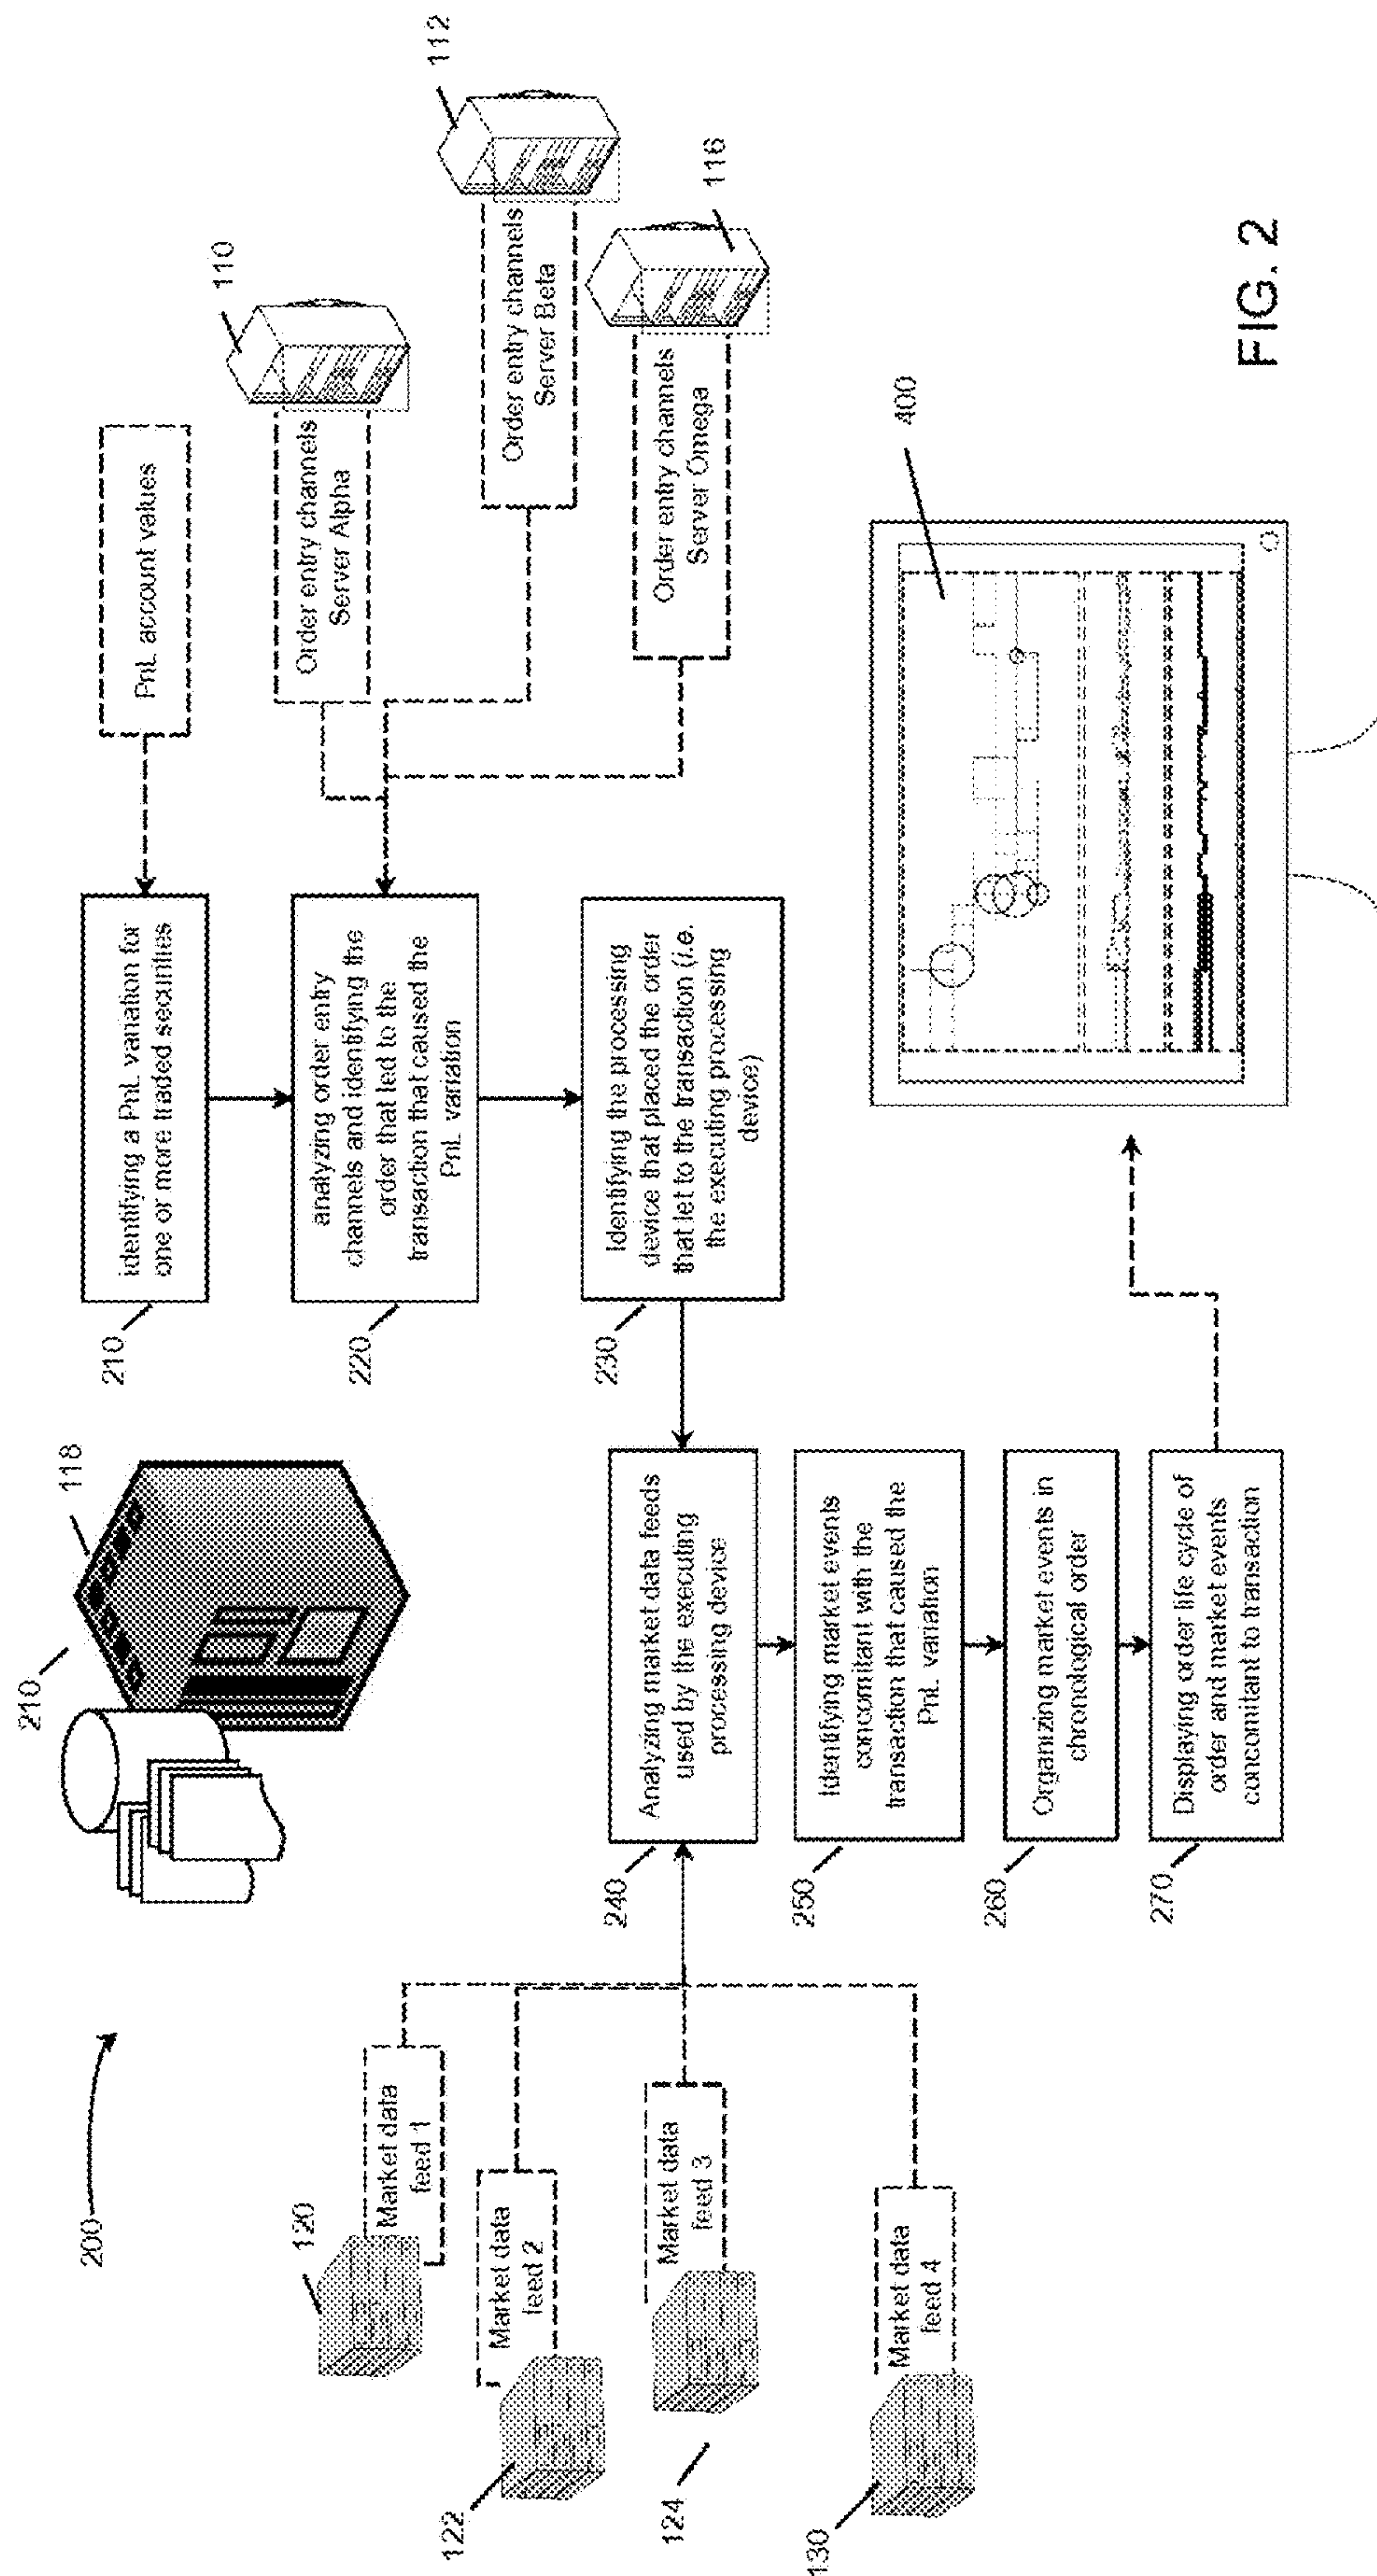 200
210
118
210
identifying a PnL variation for
one or more traded securities
PnL account values
220
analyzing order entry
channels and identifying the
order that led to the
transaction that caused the
PnL variation
Order entry channels
Server Alpha
110
Order entry channels
Server Beta
112
Order entry channels
Server Omega
116
230
Identifying the processing
device that placed the order
that let to the transaction (i.e.
the executing processing
device)
120
Market data
feed 1
122
Market data
feed 2
124
Market data
feed 3
130
Market data
feed 4
240
Analyzing market data feeds
used by the executing
processing device
250
Identifying market events
concomitant with the
transaction that caused the
PnL variation
260
Organizing market events in
chronological order
270
Displaying order life cycle of
order and market events
concomitant to transaction
400
FIG. 2